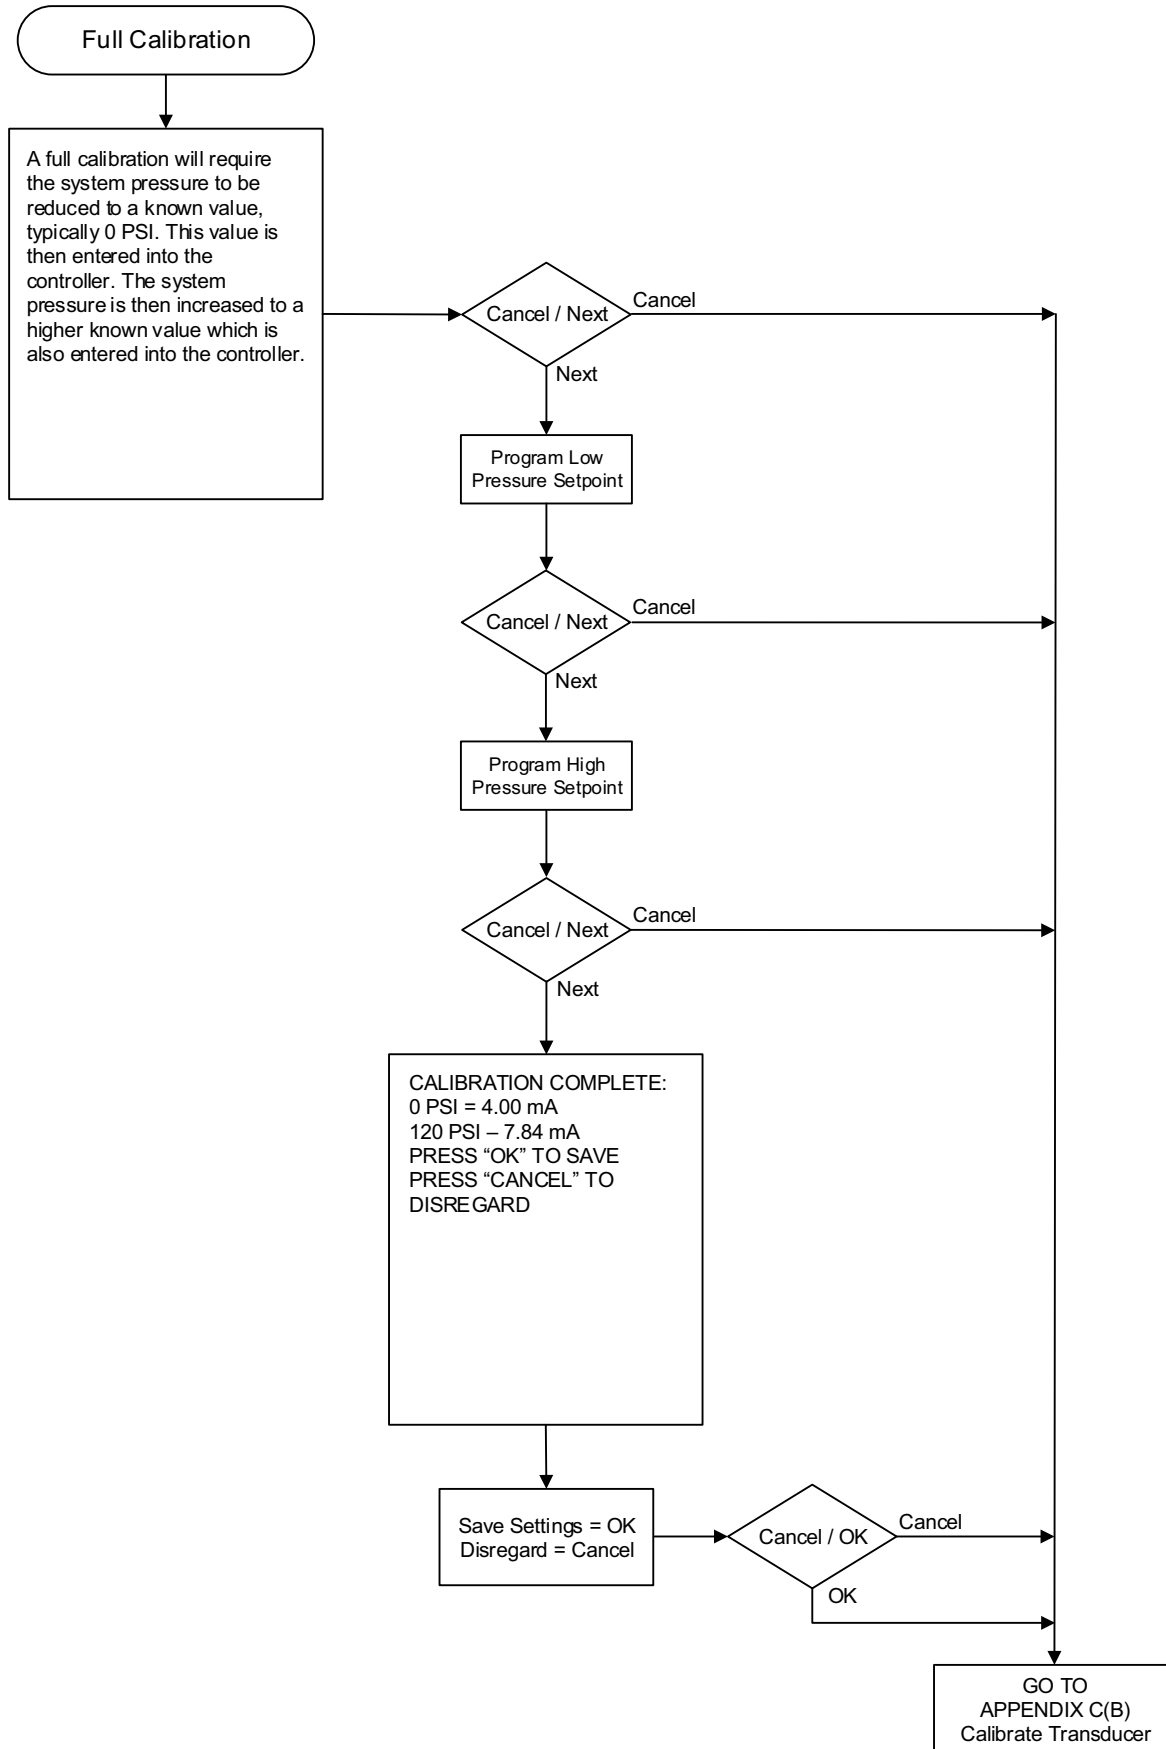 Full Calibration
A full calibration will require
the system pressure to be
reduced to a known value,
typically 0 PSI. This value is
then entered into the
controller. The system
pressure is then increased to a
higher known value which is
also entered into the controller.
Cancel / Next
Cancel
Next
Program Low
Pressure Setpoint
Cancel / Next
Cancel
Next
Program High
Pressure Setpoint
Cancel / Next
Cancel
Next
CALIBRATION COMPLETE:
0 PSI = 4.00 mA
120 PSI – 7.84 mA
PRESS “OK” TO SAVE
PRESS “CANCEL” TO
DISREGARD
Save Settings = OK
Disregard = Cancel
Cancel / OK
Cancel
OK
GO TO
APPENDIX C(B)
Calibrate Transducer